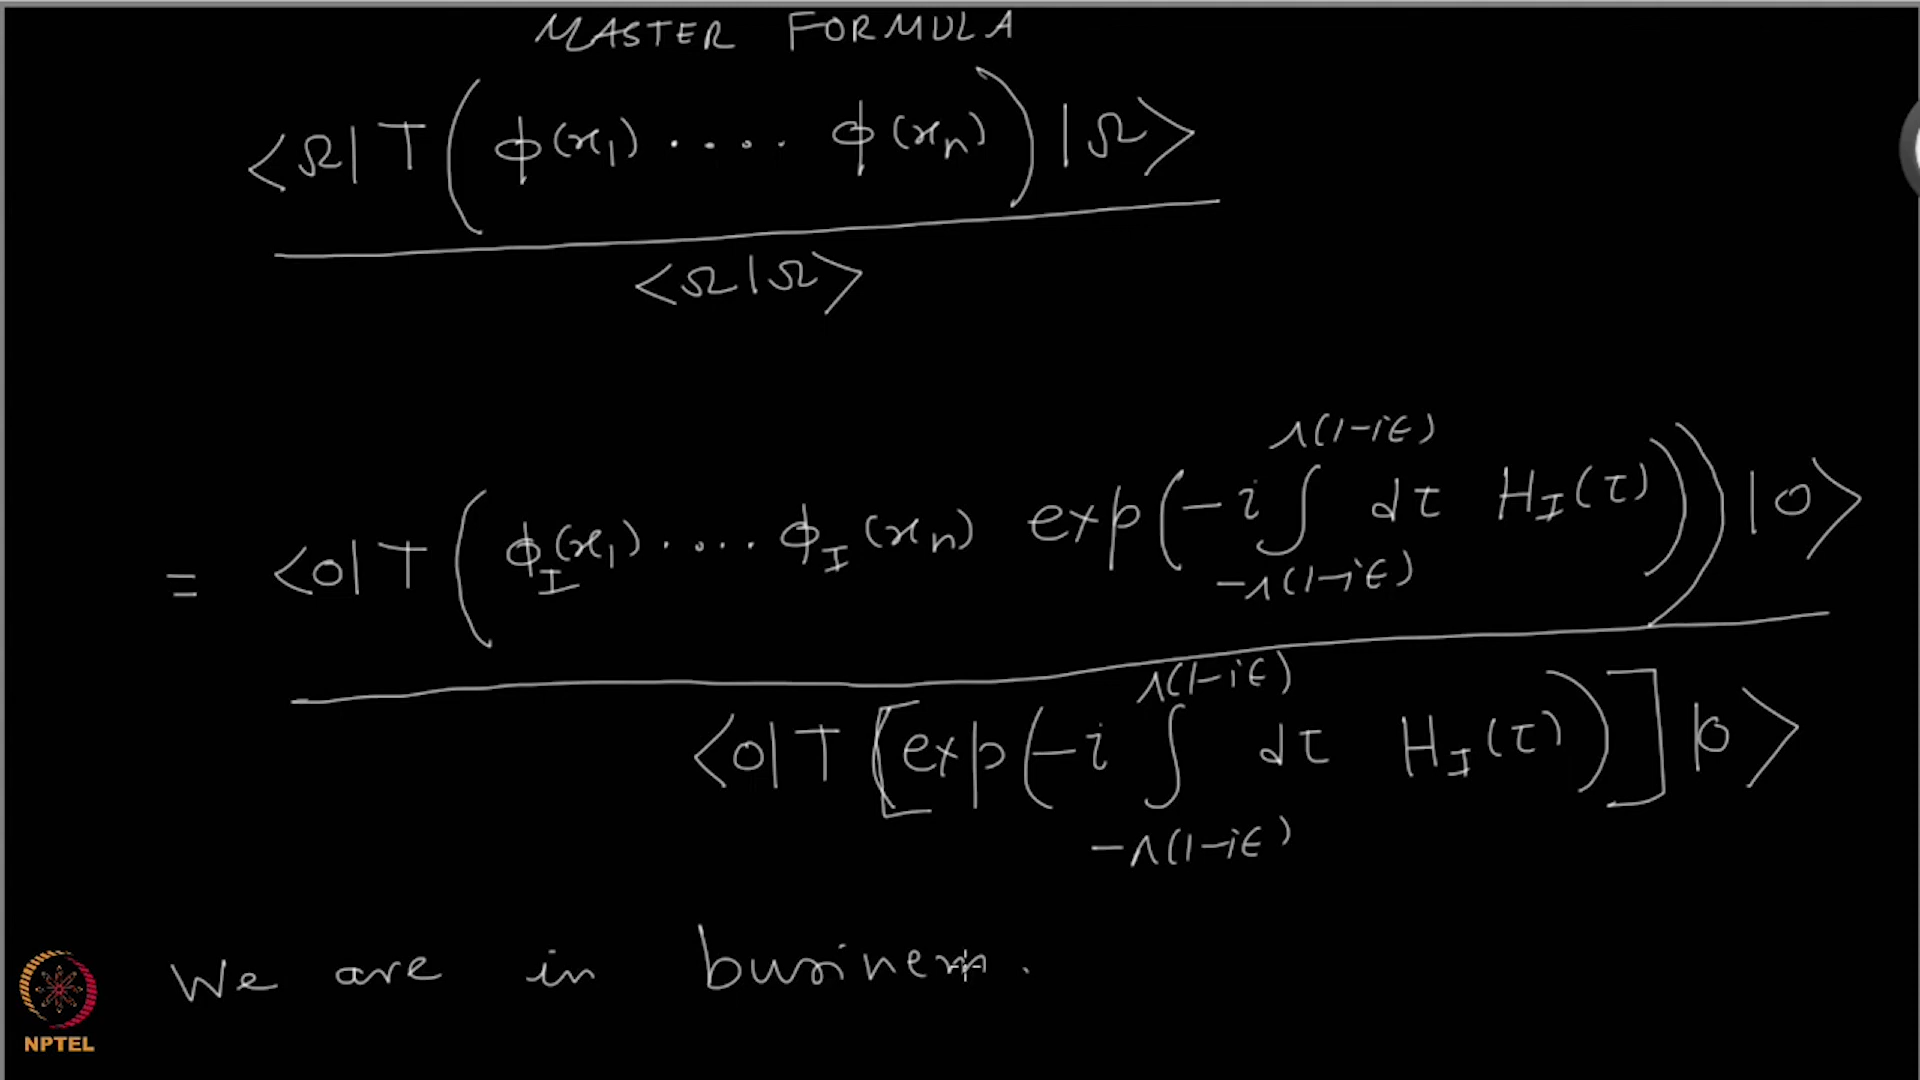 MASTER FORMULA
<Ω|T(ϕ(x₁)....ϕ(xₙ))|Ω>
<Ω|Ω>
Λ(1-iϵ)
= <0|T(ϕ_I(x₁)....ϕ_I(xₙ) exp(-i∫ dτ H_I(τ)))|0>
-Λ(1-iϵ)
Λ(1-iϵ)
<0|T[exp(-i∫ dτ H_I(τ))]|0>
-Λ(1-iϵ)
We are in business.
NPTEL